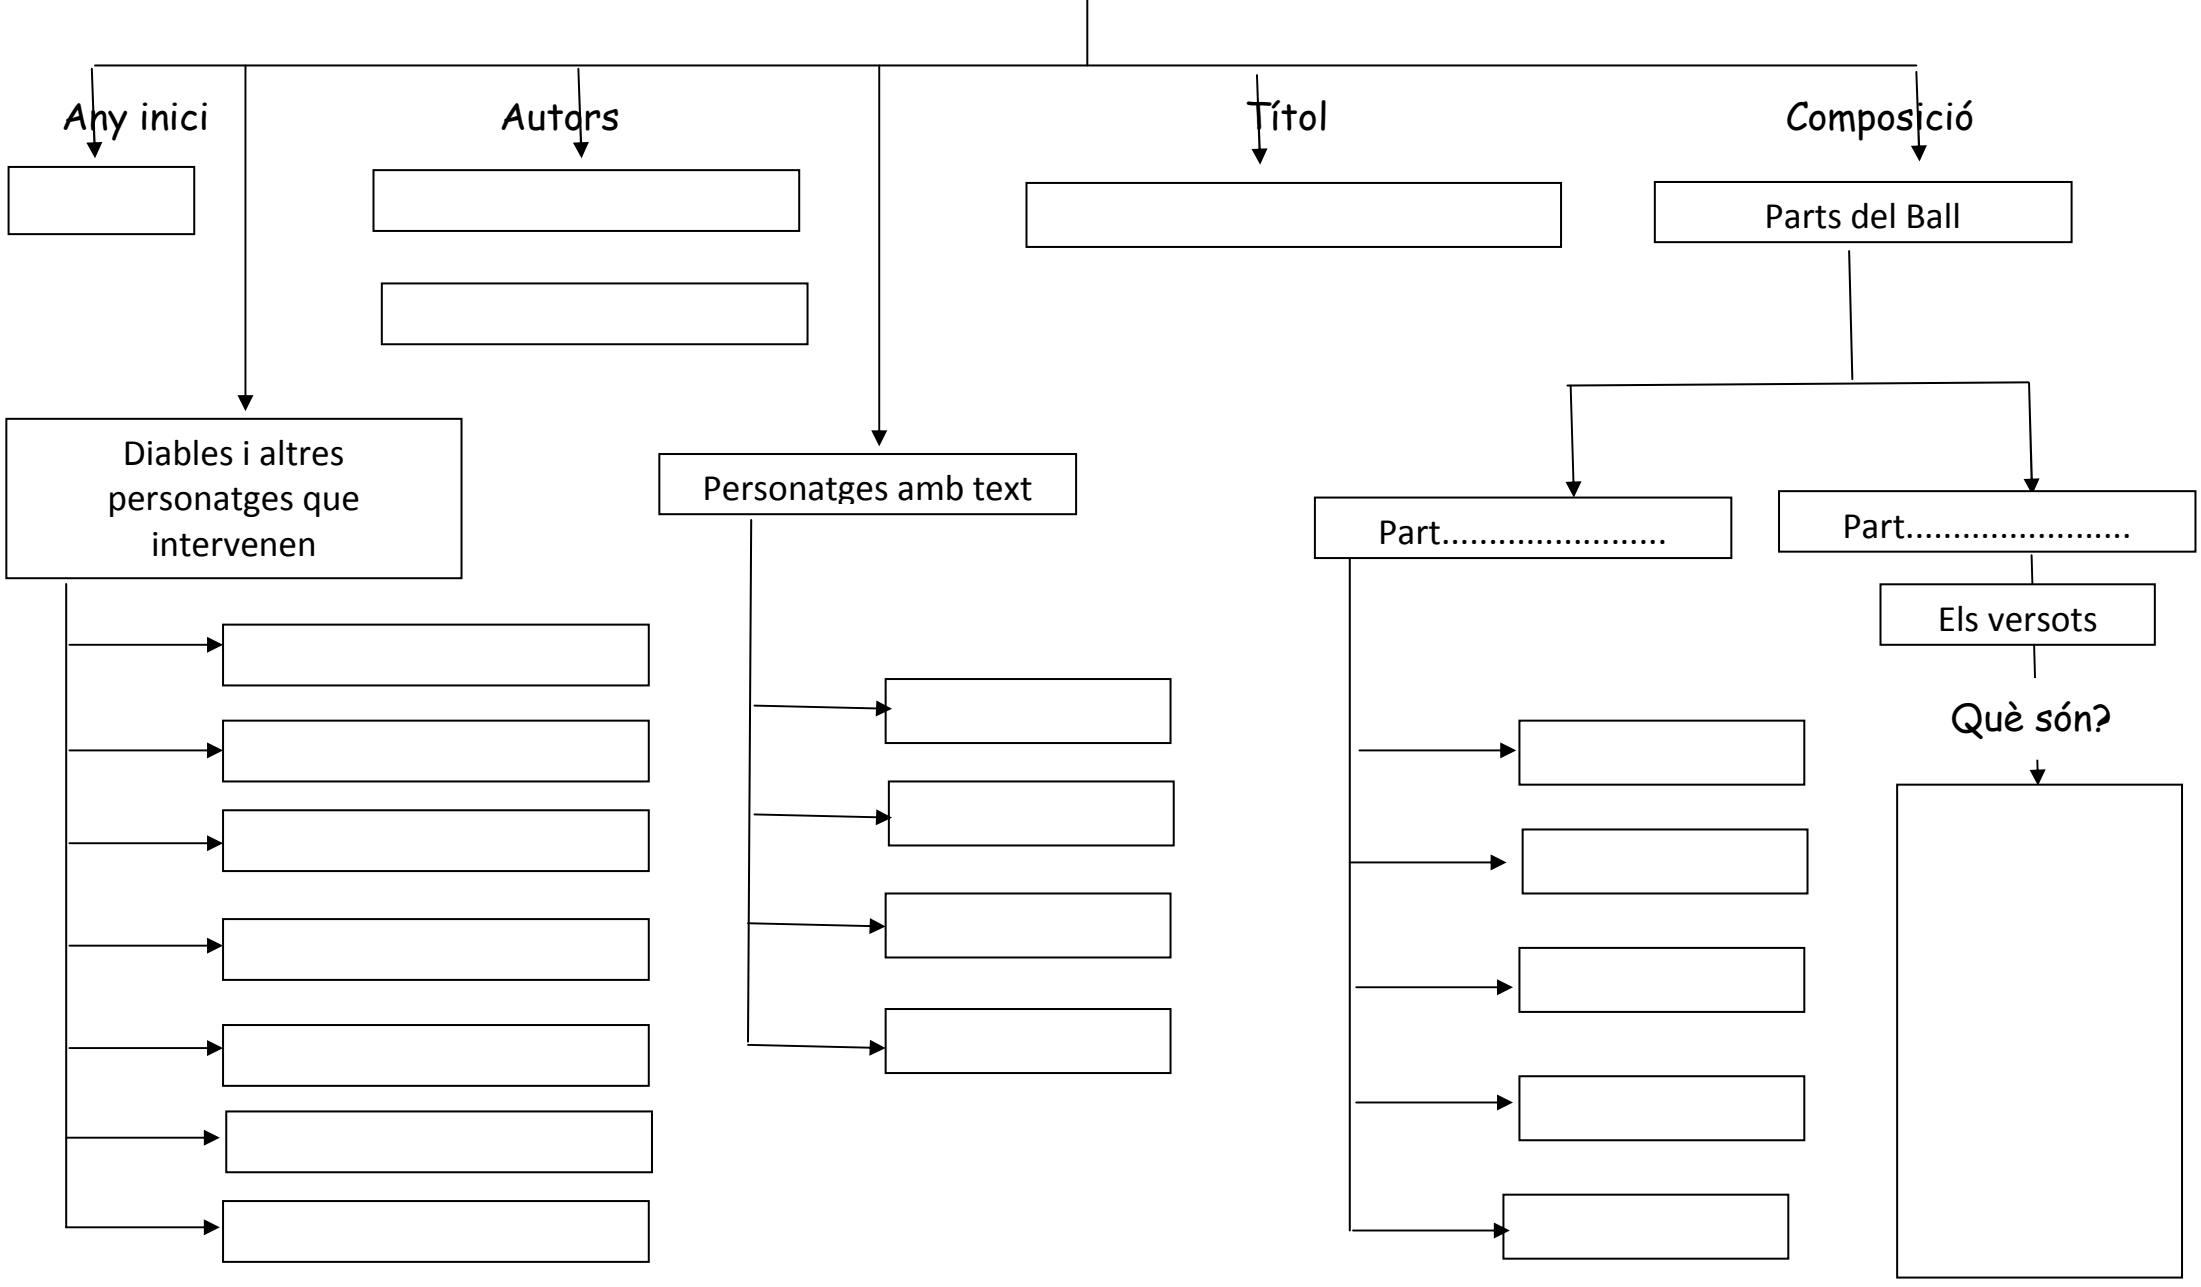 Any inici
Autors
Títol
Composició
Parts del Ball
Diables i altres
personatges que
intervenen
Personatges amb text
Part........................
Part........................
Els versots
Què són?